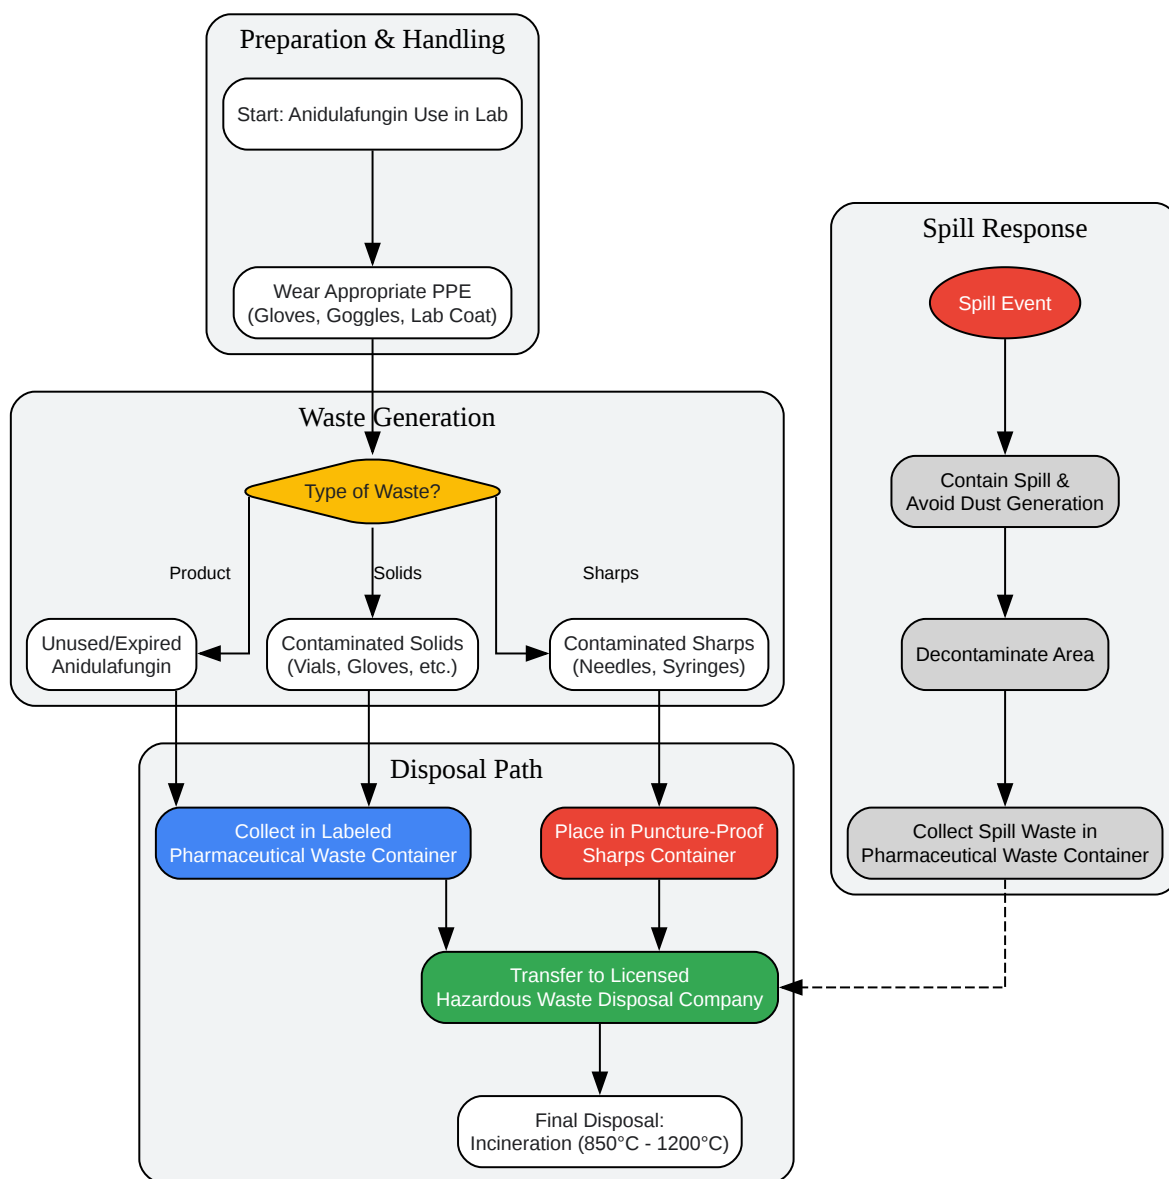 Preparation & Handling
Start: Anidulafungin Use in Lab
Wear Appropriate PPE
(Gloves, Goggles, Lab Coat)
Waste Generation
Type of Waste?
Product
Solids
Sharps
Unused/Expired
Anidulafungin
Contaminated Solids
(Vials, Gloves, etc.)
Contaminated Sharps
(Needles, Syringes)
Disposal Path
Collect in Labeled
Pharmaceutical Waste Container
Place in Puncture-Proof
Sharps Container
Transfer to Licensed
Hazardous Waste Disposal Company
Final Disposal:
Incineration (850°C - 1200°C)
Spill Response
Spill Event
Contain Spill &
Avoid Dust Generation
Decontaminate Area
Collect Spill Waste in
Pharmaceutical Waste Container